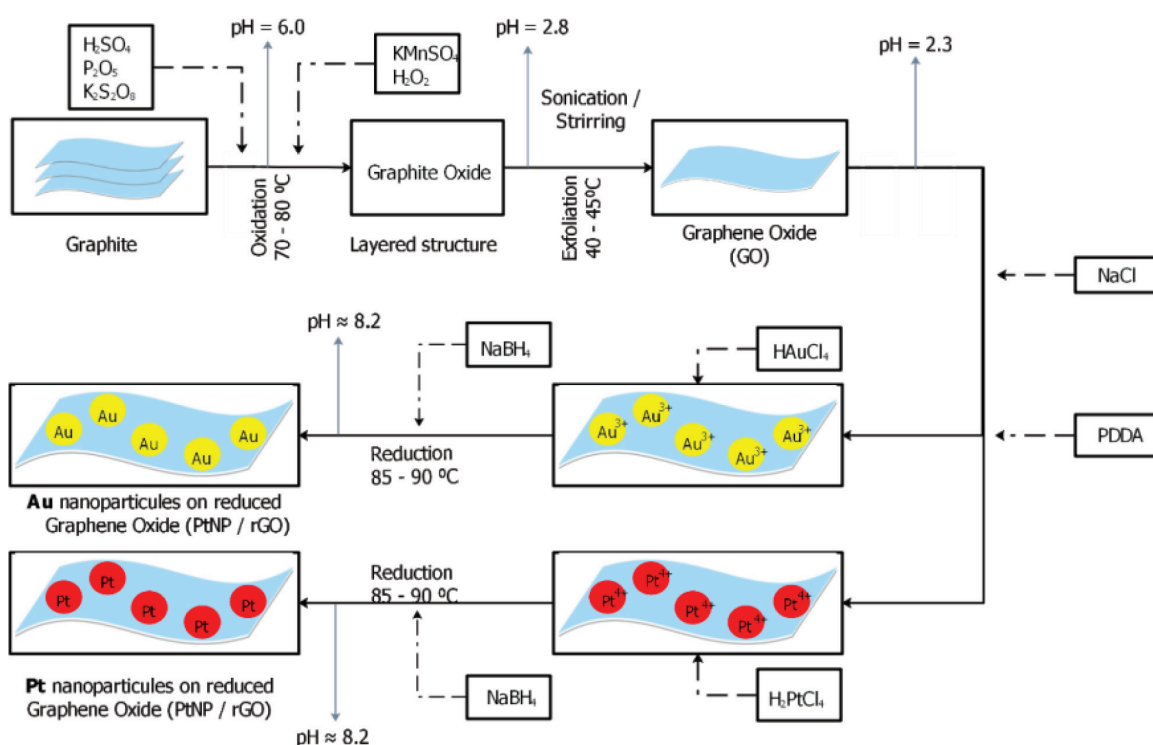 pH = 6.0
pH = 2.8
pH = 2.3
H₂SO₄
P₂O₅
K₂S₂O₈
KMnSO₄
H₂O₂
Sonication /
Strirring
Graphite Oxide
Oxidation
70 - 80 ºC
Exfoliation
40 - 45ºC
Graphite
Layered structure
Graphene Oxide
(GO)
NaCl
pH ≈ 8.2
NaBH₄
HAuCl₄
Au
Au
Au
Au
Au
Au³⁺
Au³⁺
Au³⁺
Au³⁺
Au³⁺
PDDA
Reduction
85 - 90 ºC
Au nanoparticules on reduced
Graphene Oxide (PtNP / rGO)
Reduction
85 - 90 ºC
Pt
Pt
Pt
Pt
Pt
Pt⁴⁺
Pt⁴⁺
Pt⁴⁺
Pt⁴⁺
Pt⁴⁺
Pt nanoparticules on reduced
Graphene Oxide (PtNP / rGO)
NaBH₄
H₂PtCl₄
pH ≈ 8.2